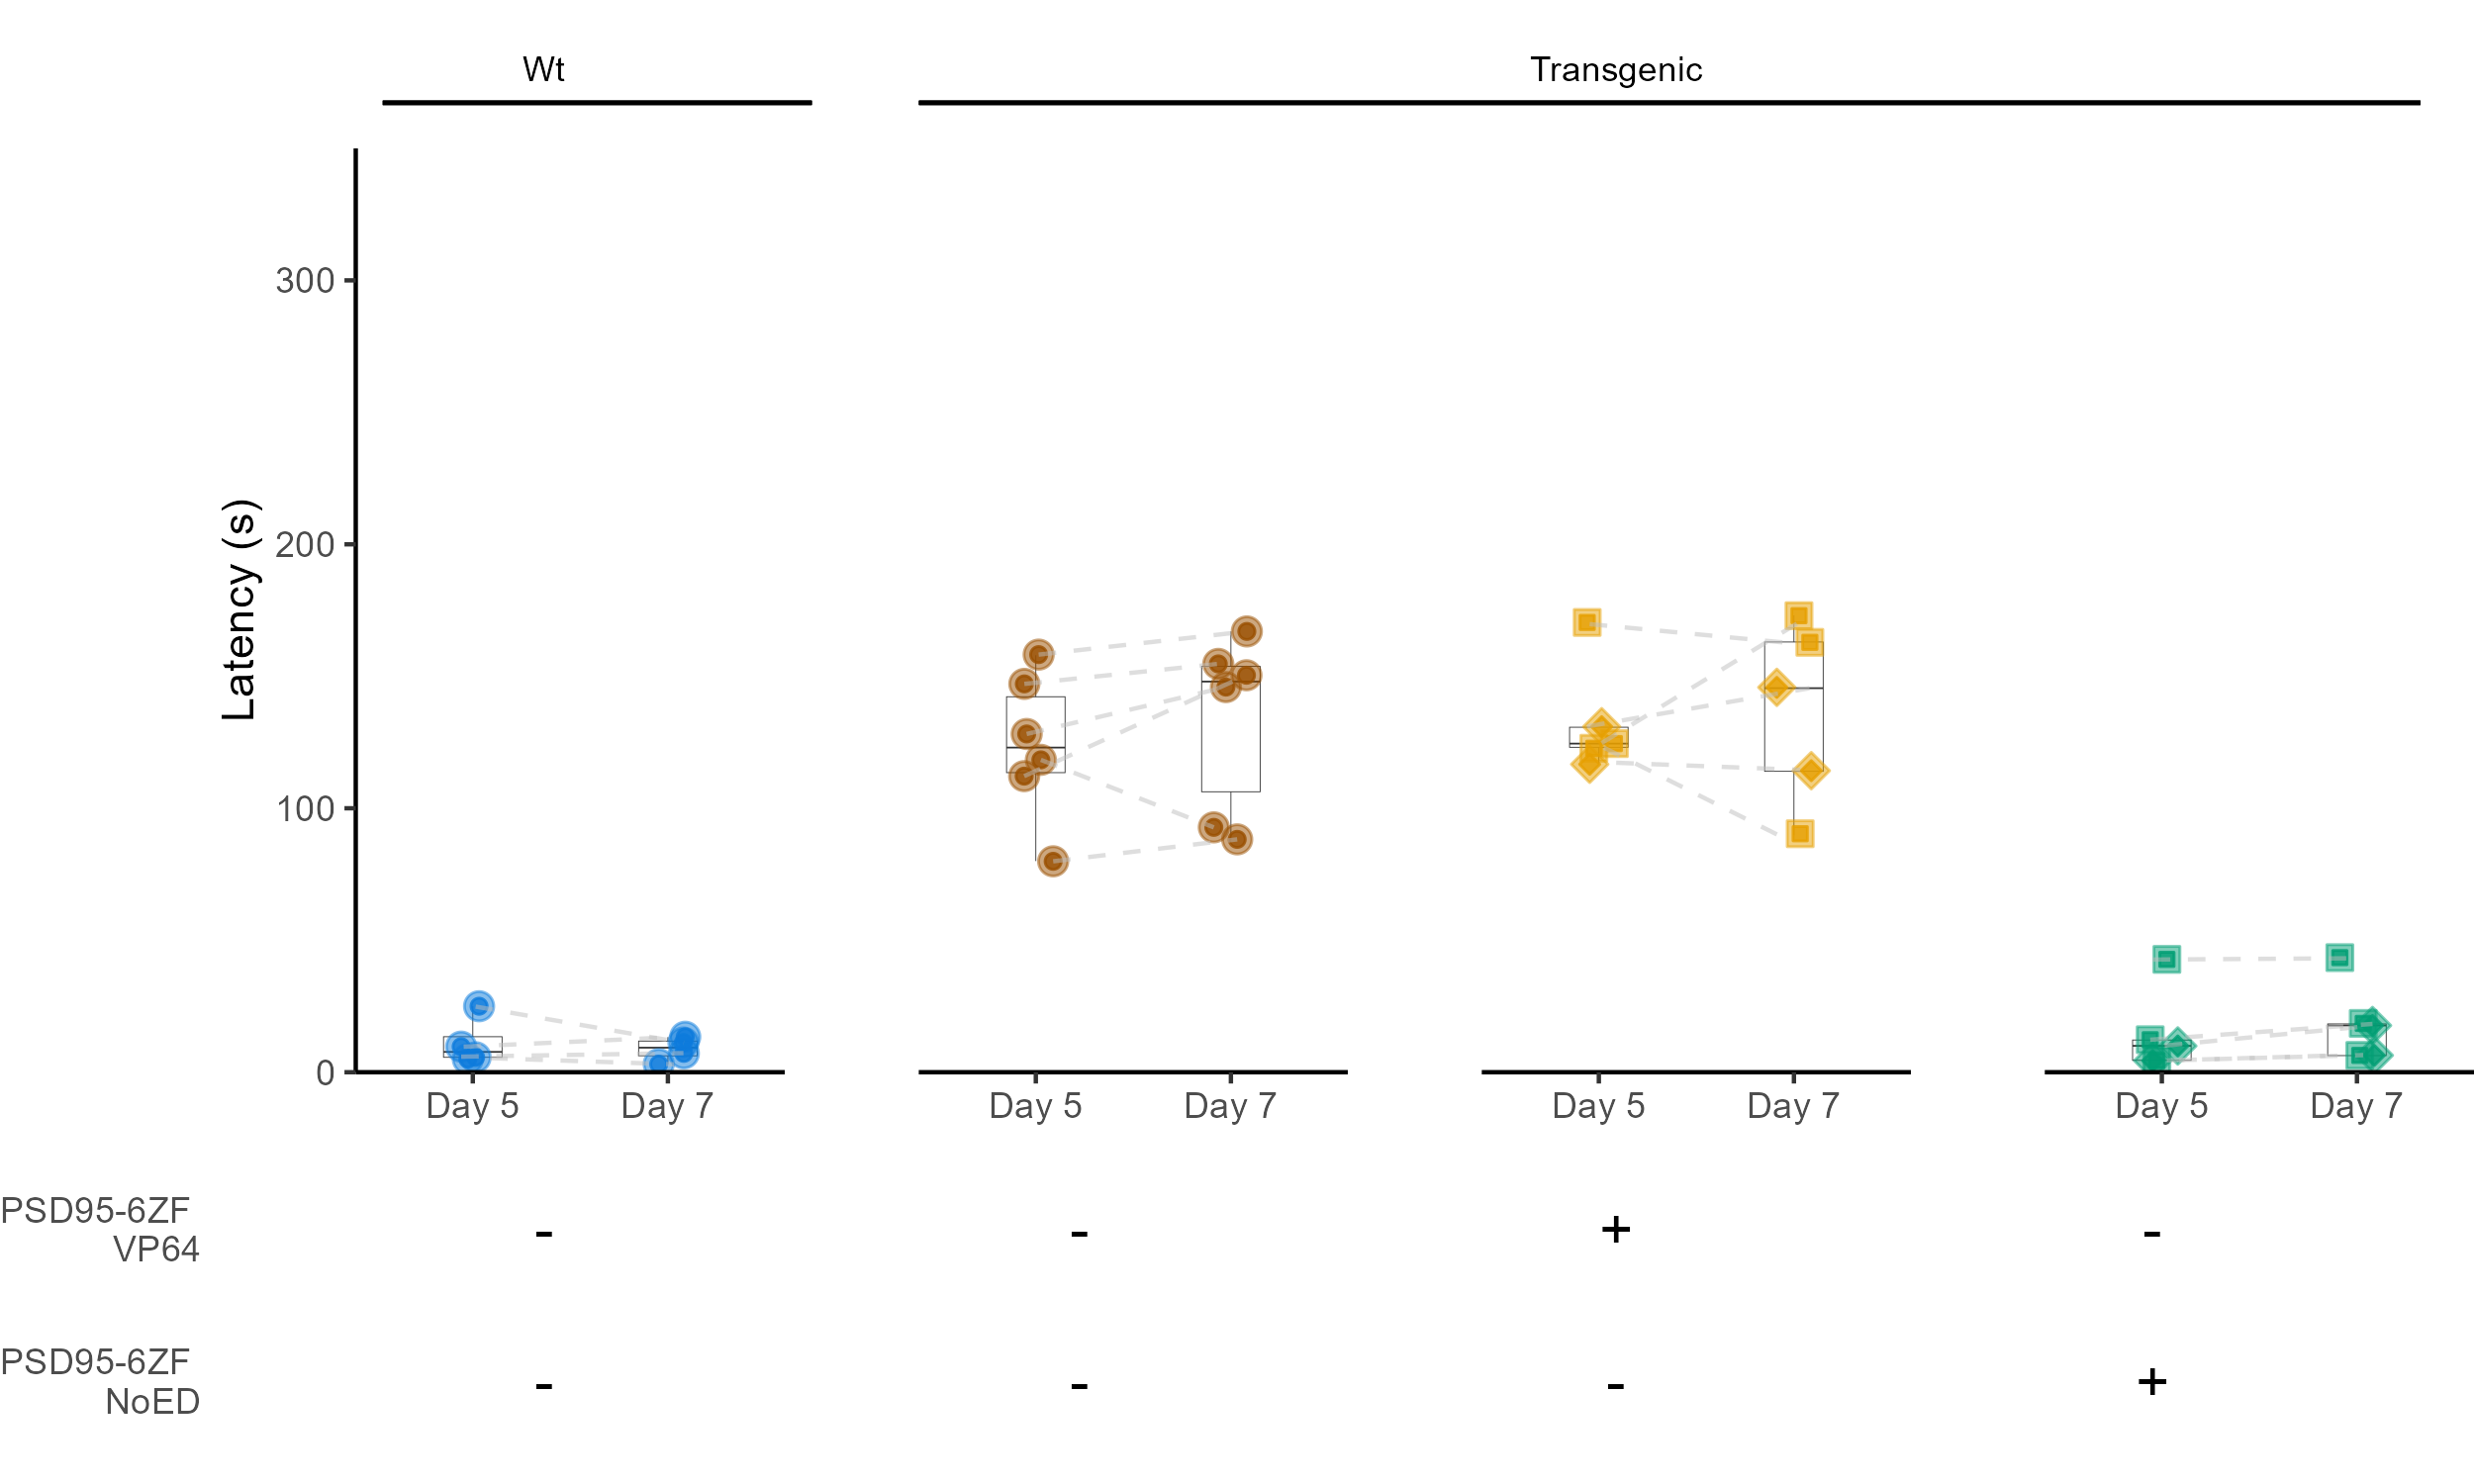 Wt
Transgenic
Latency (s)
300
200
100
0
Day 5
Day 7
Day 5
Day 7
Day 5
Day 7
Day 5
Day 7
PSD95-6ZF
VP64
- - + -
PSD95-6ZF
NoED
- - - +